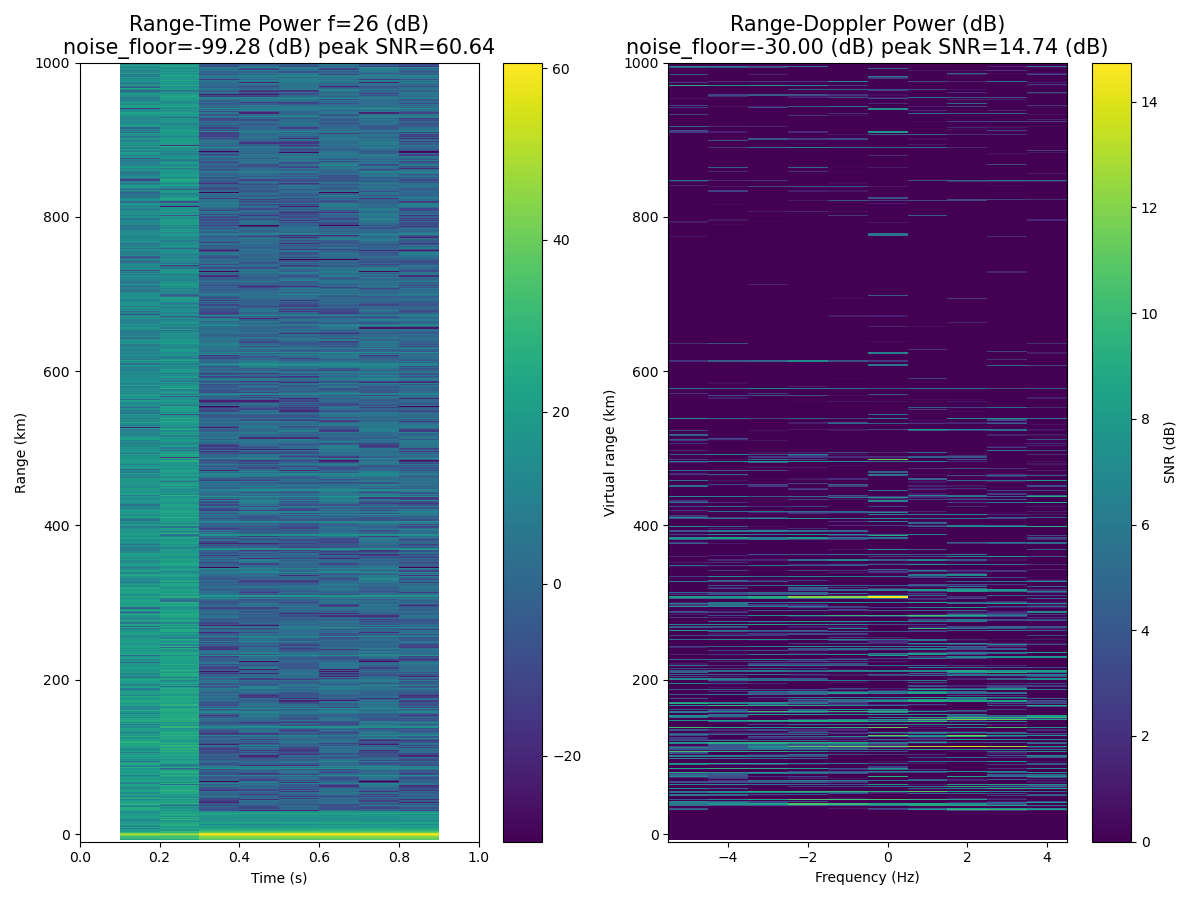 Range-Time Power f=26 (dB)
noise_floor=-99.28 (dB) peak SNR=60.64
Range (km)
1000
800
600
400
200
0
0.0 0.2 0.4 0.6 0.8 1.0
Time (s)
60
40
20
0
−20
Range-Doppler Power (dB)
noise_floor=-30.00 (dB) peak SNR=14.74 (dB)
Virtual range (km)
1000
800
600
400
200
0
−4 −2 0 2 4
Frequency (Hz)
14
12
10
8
6
4
2
0
SNR (dB)